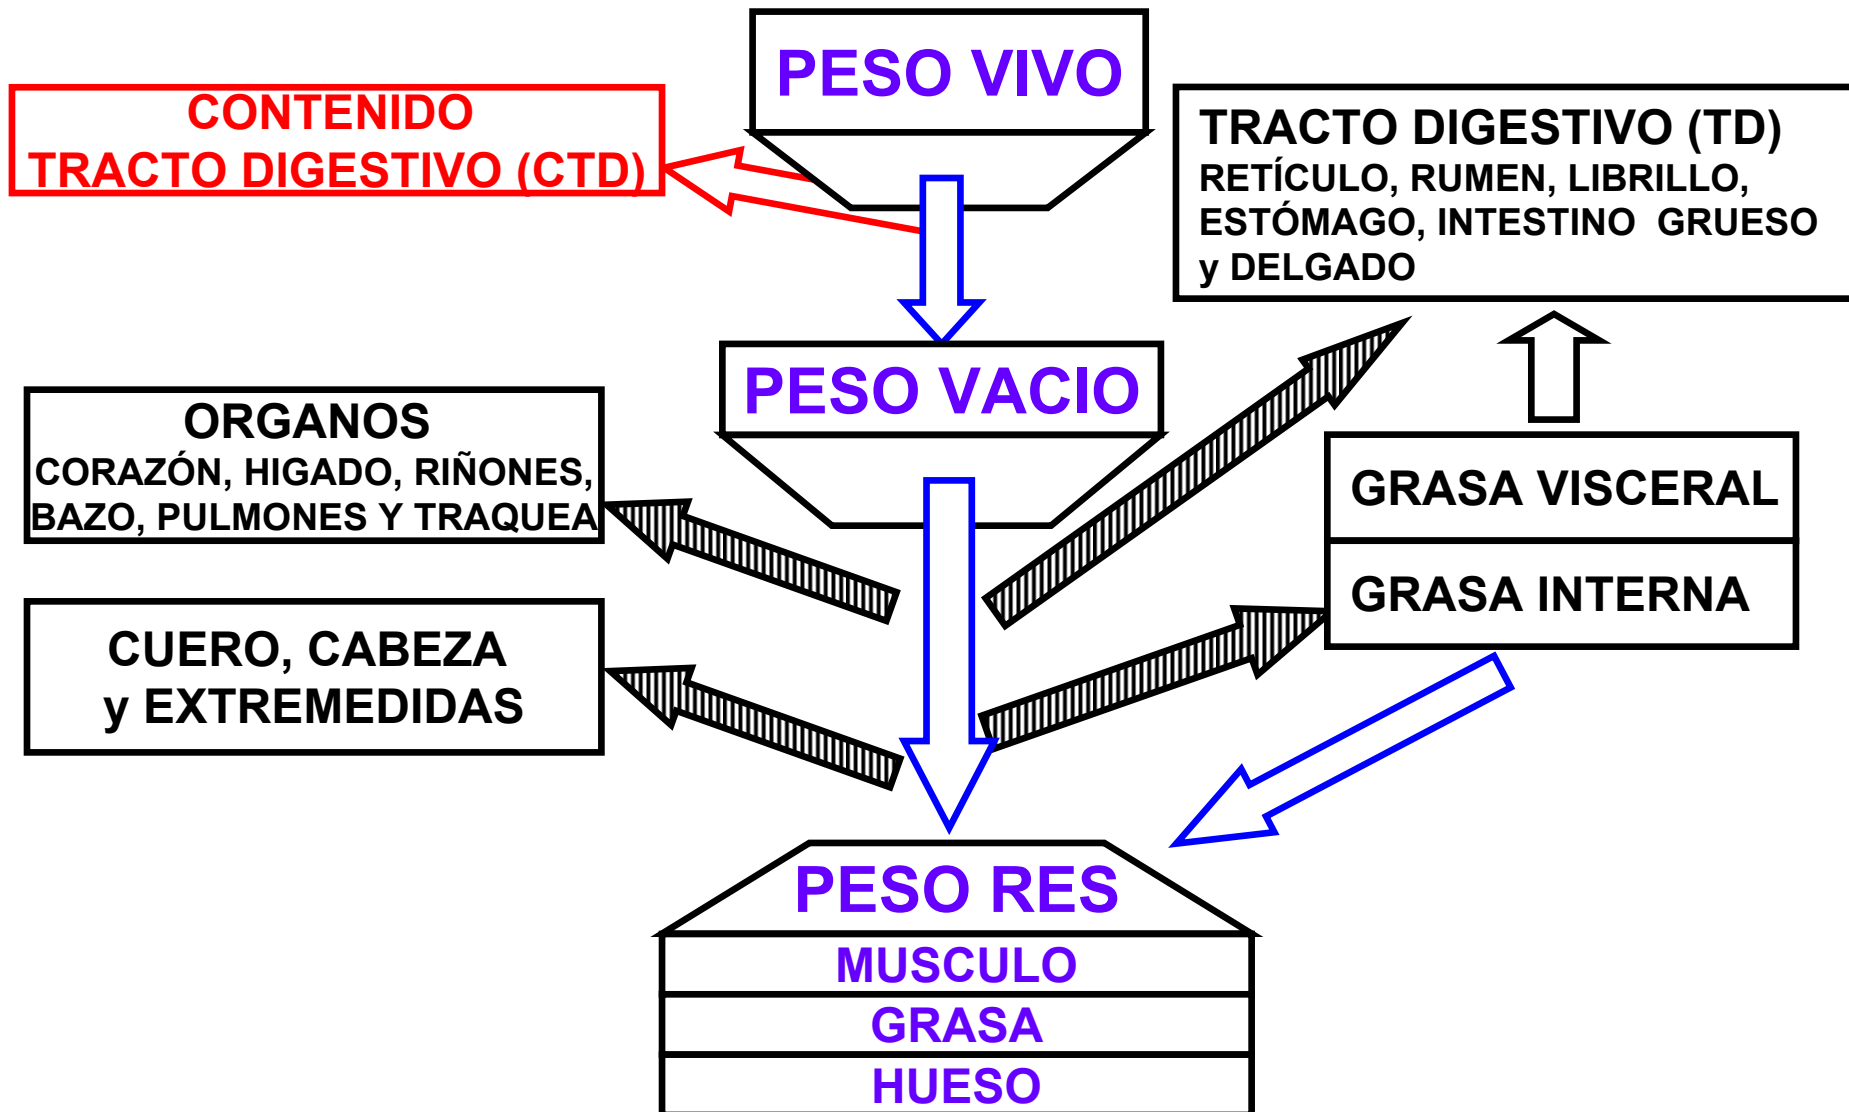 PESO VIVO
CONTENIDO
TRACTO DIGESTIVO (CTD)
TRACTO DIGESTIVO (TD)
RETÍCULO, RUMEN, LIBRILLO,
ESTÓMAGO, INTESTINO GRUESO
y DELGADO
PESO VACIO
ORGANOS
CORAZÓN, HIGADO, RIÑONES,
BAZO, PULMONES Y TRAQUEA
GRASA VISCERAL
GRASA INTERNA
CUERO, CABEZA
y EXTREMEDIDAS
PESO RES
MUSCULO
GRASA
HUESO